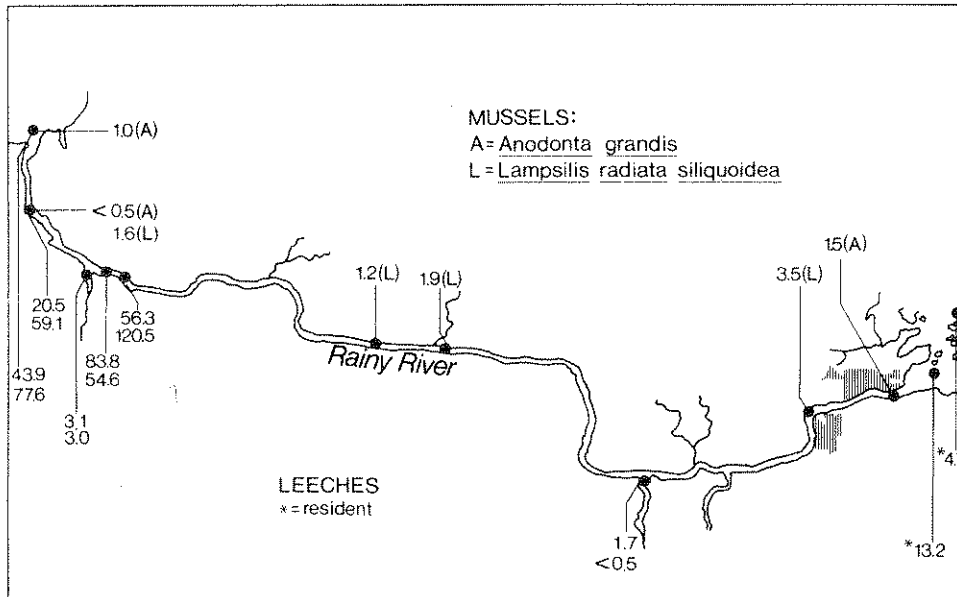 MUSSELS:
A= Anodonta grandis
L= Lampsilis radiata siliquoidea
1.0(A)
<0.5(A)
1.6(L)
20.5
59.1
56.3
120.5
83.8
54.6
43.9
77.6
3.1
3.0
1.2(L)
1.9(L)
Rainy River
3.5(L)
1.5(A)
LEECHES
*=resident
1.7
<0.5
*13.2
*4.